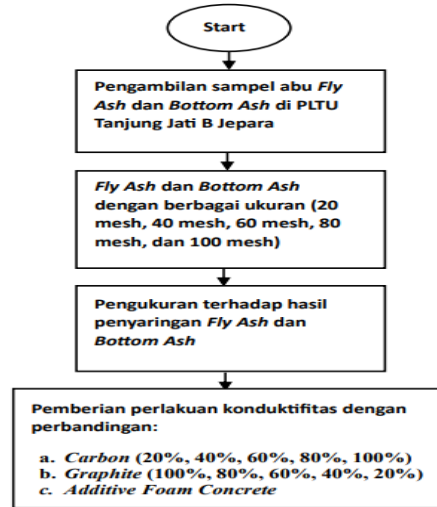 Start
Pengambilan sampel abu Fly
Ash dan Bottom Ash di PLTU
Tanjung Jati B Jepara
Fly Ash dan Bottom Ash
dengan berbagai ukuran (20
mesh, 40 mesh, 60 mesh, 80
mesh, dan 100 mesh)
Pengukuran terhadap hasil
penyaringan Fly Ash dan
Bottom Ash
Pemberian perlakuan konduktifitas dengan
perbandingan:
a. Carbon (20%, 40%, 60%, 80%, 100%)
b. Graphite (100%, 80%, 60%, 40%, 20%)
c. Additive Foam Concrete